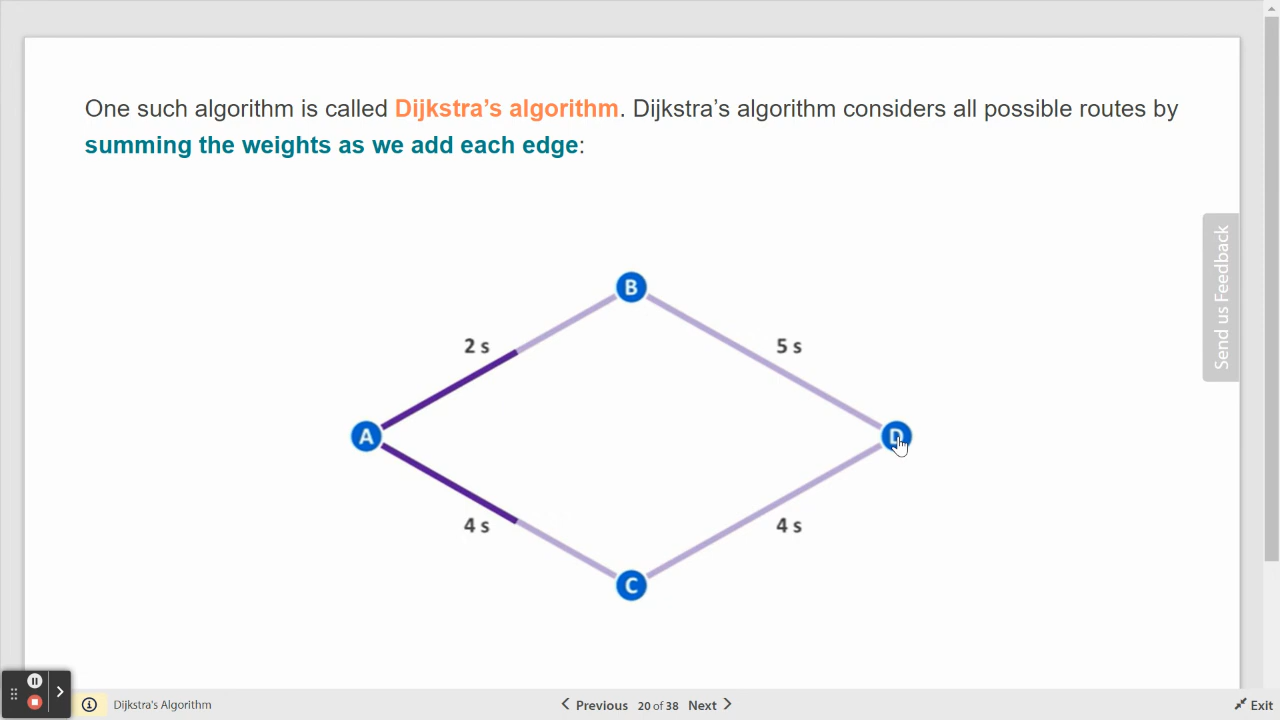 One such algorithm is called Dijkstra’s algorithm. Dijkstra’s algorithm considers all possible routes by
summing the weights as we add each edge:
Send us Feedback
B
2 s
5 s
A
D
4 s
4 s
C
Dijkstra's Algorithm
Previous 20 of 38 Next
Exit